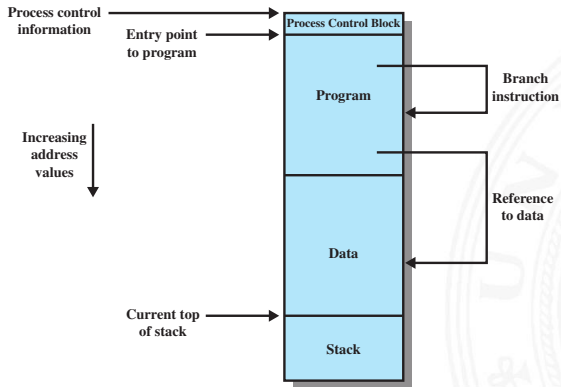 Process control
information
Process Control Block
Entry point
to program
Program
Branch
instruction
Increasing
address
values
Reference
to data
Data
Current top
of stack
Stack
U N